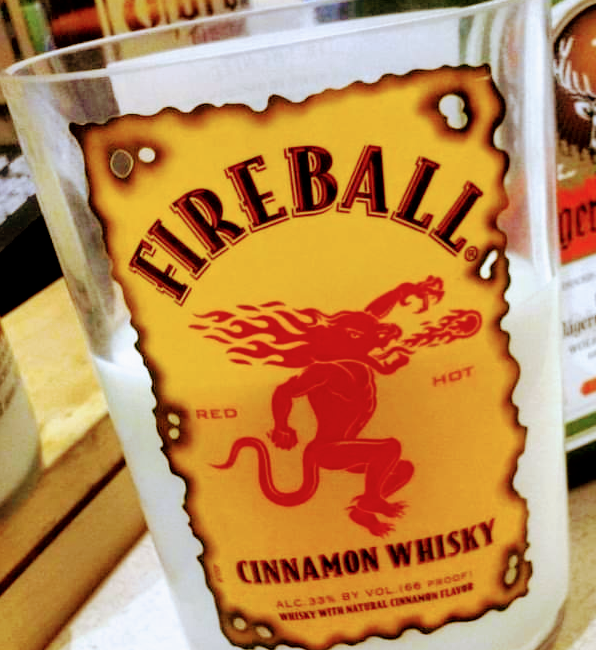 FIREBALL®
RED
HOT
CINNAMON WHISKY
ALC.33% BY VOL.(66 PROOF)
WHISKY WITH NATURAL CINNAMON FLAVOR